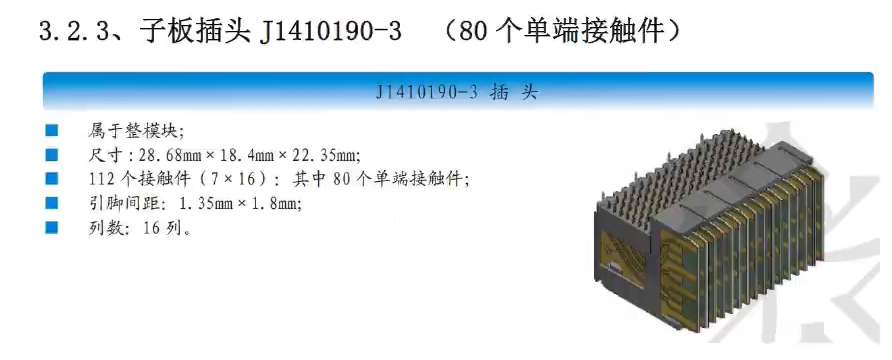 3.2.3、子板插头 J1410190-3 （80 个单端接触件）
J1410190-3 插 头
属于整模块;
尺寸:28.68mm×18.4mm×22.35mm;
112 个接触件（7×16）: 其中 80 个单端接触件;
引脚间距: 1.35mm×1.8mm;
列数: 16 列。